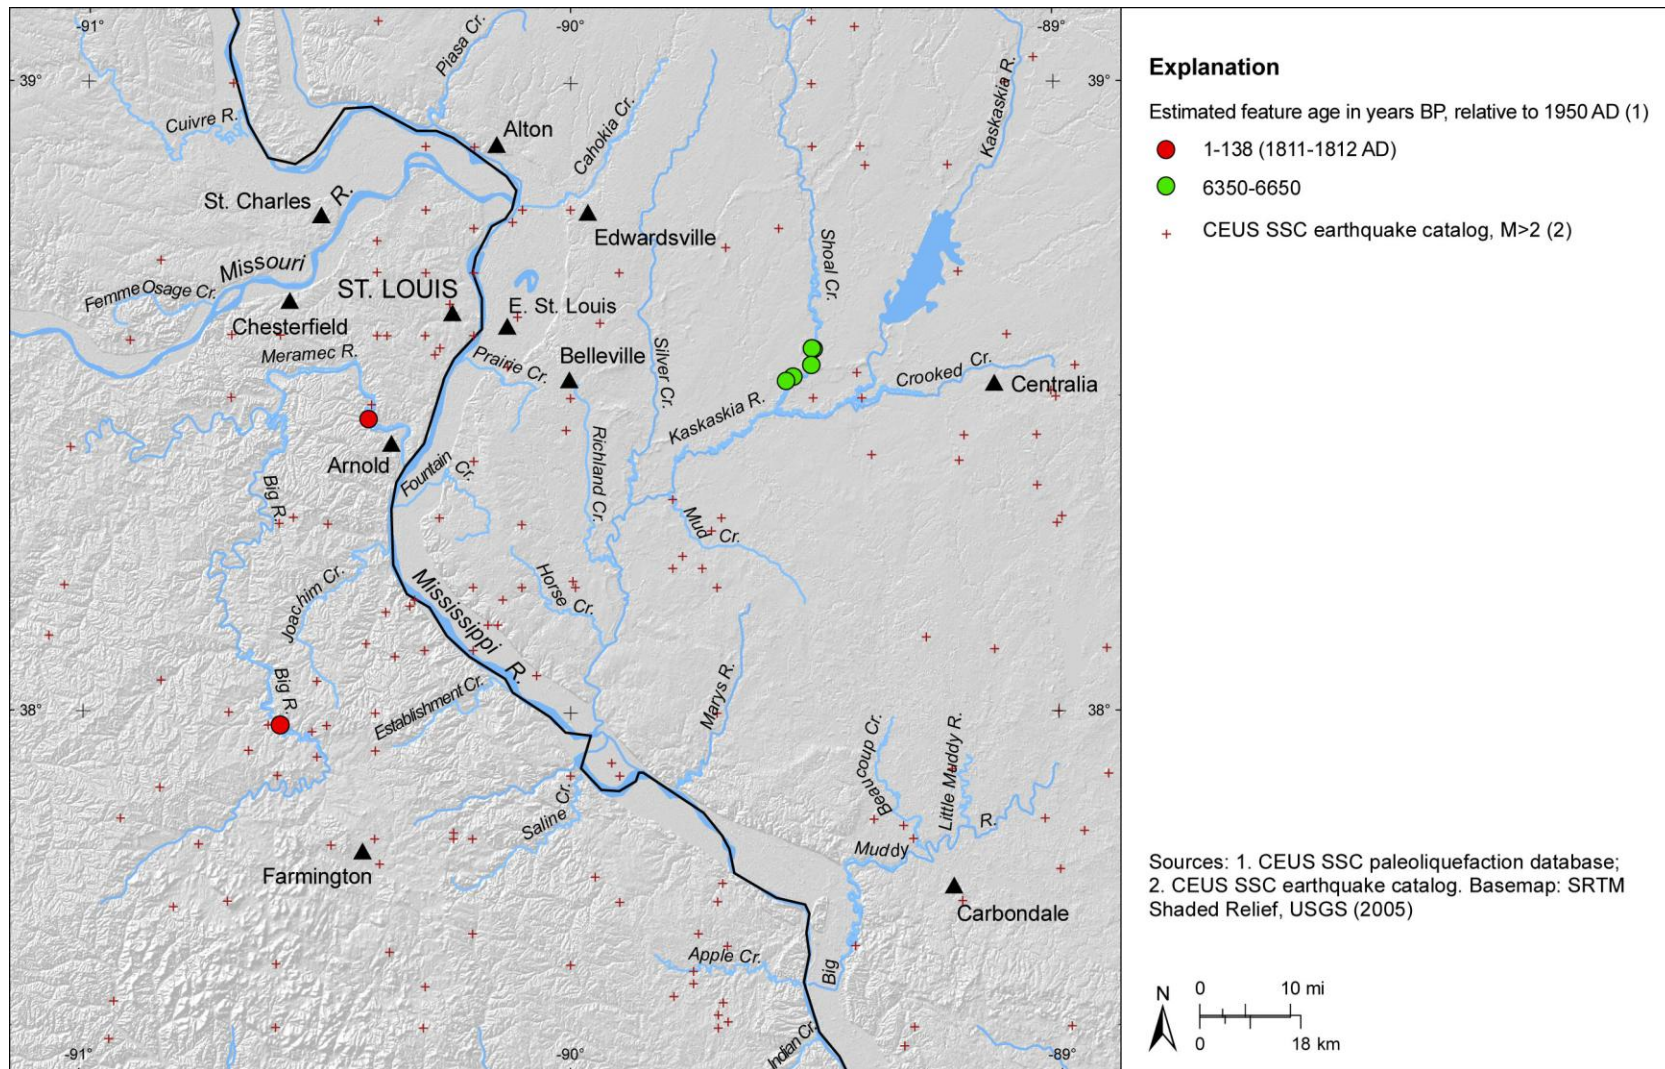 -91°
-90°
-89°
39°
39°
Piasa Cr.
Kaskaskia R.
Cuivre R.
Alton
Cahokia Cr.
St. Charles
R.
Edwardsville
Shoal Cr.
Missouri
Femme Osage Cr.
ST. LOUIS
E. St. Louis
Chesterfield
Meramec R.
Prairie Cr.
Belleville
Silver Cr.
Crooked Cr.
Centralia
Kaskaskia R.
Arnold
Fountain Cr.
Richland Cr.
Big R.
Mud Cr.
Joachim Cr.
Horse Cr.
Mississippi R.
Big R.
Establishment Cr.
Marys R.
38°
38°
Beaucoup Cr.
Little Muddy R.
R.
Saline Cr.
Muddy
Farmington
Carbondale
Apple Cr.
Big
Indian Cr.
-91°
-90°
-89°
Explanation
Estimated feature age in years BP, relative to 1950 AD (1)
1-138 (1811-1812 AD)
6350-6650
CEUS SSC earthquake catalog, M>2 (2)
Sources: 1. CEUS SSC paleoliquefaction database;
2. CEUS SSC earthquake catalog. Basemap: SRTM
Shaded Relief, USGS (2005)
N
0 10 mi
0 18 km